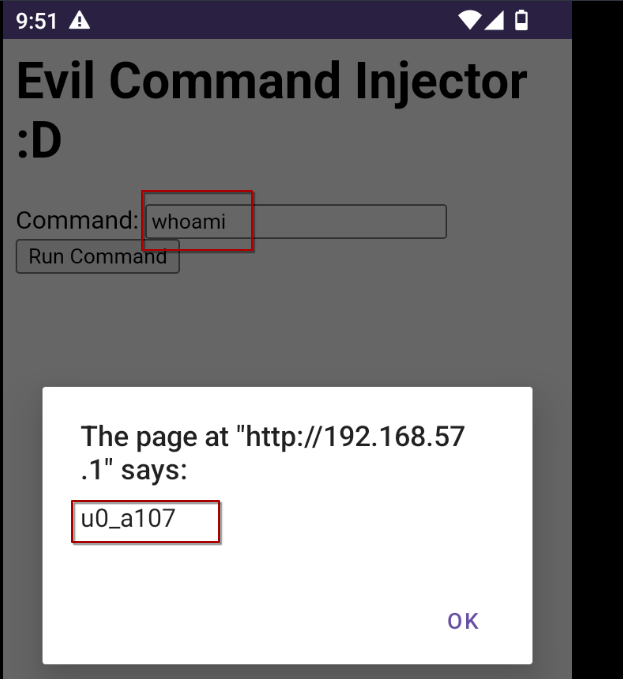 9:51
Evil Command Injector
:D
Command: whoami
Run Command
The page at "http://192.168.57
.1" says:
u0_a107
OK